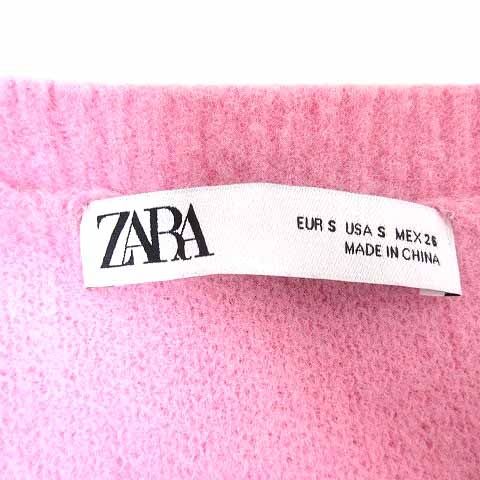 ZARA
EUR S USA S MEX 26
MADE IN CHINA